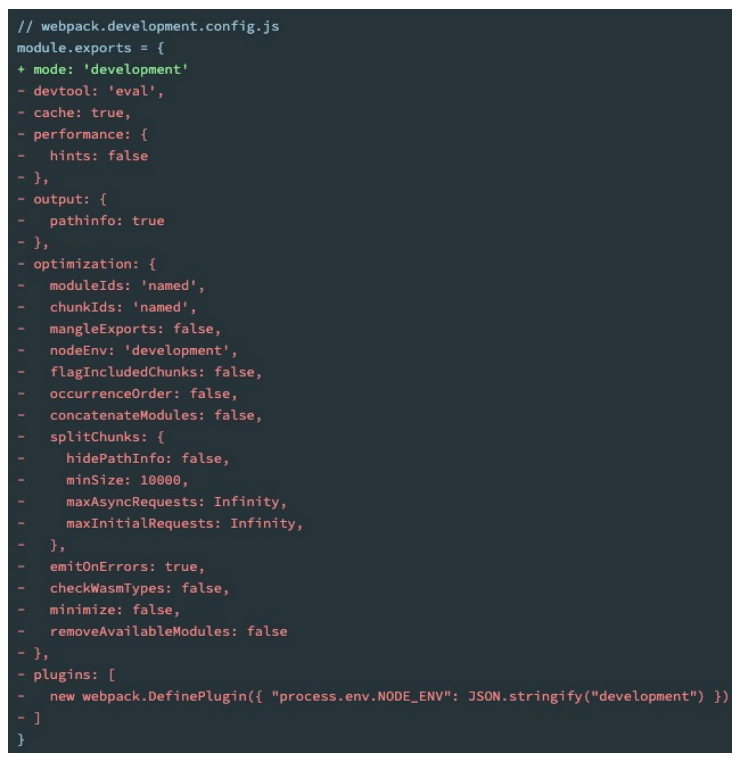 // webpack.development.config.js
module.exports = {
+ mode: 'development'
- devtool: 'eval',
- cache: true,
- performance: {
-   hints: false
- },
- output: {
-   pathinfo: true
- },
- optimization: {
-   moduleIds: 'named',
-   chunkIds: 'named',
-   mangleExports: false,
-   nodeEnv: 'development',
-   flagIncludedChunks: false,
-   occurrenceOrder: false,
-   concatenateModules: false,
-   splitChunks: {
-     hidePathInfo: false,
-     minSize: 10000,
-     maxAsyncRequests: Infinity,
-     maxInitialRequests: Infinity,
-   },
-   emitOnErrors: true,
-   checkWasmTypes: false,
-   minimize: false,
-   removeAvailableModules: false
- },
- plugins: [
-   new webpack.DefinePlugin({ "process.env.NODE_ENV": JSON.stringify("development") })
- ]
}